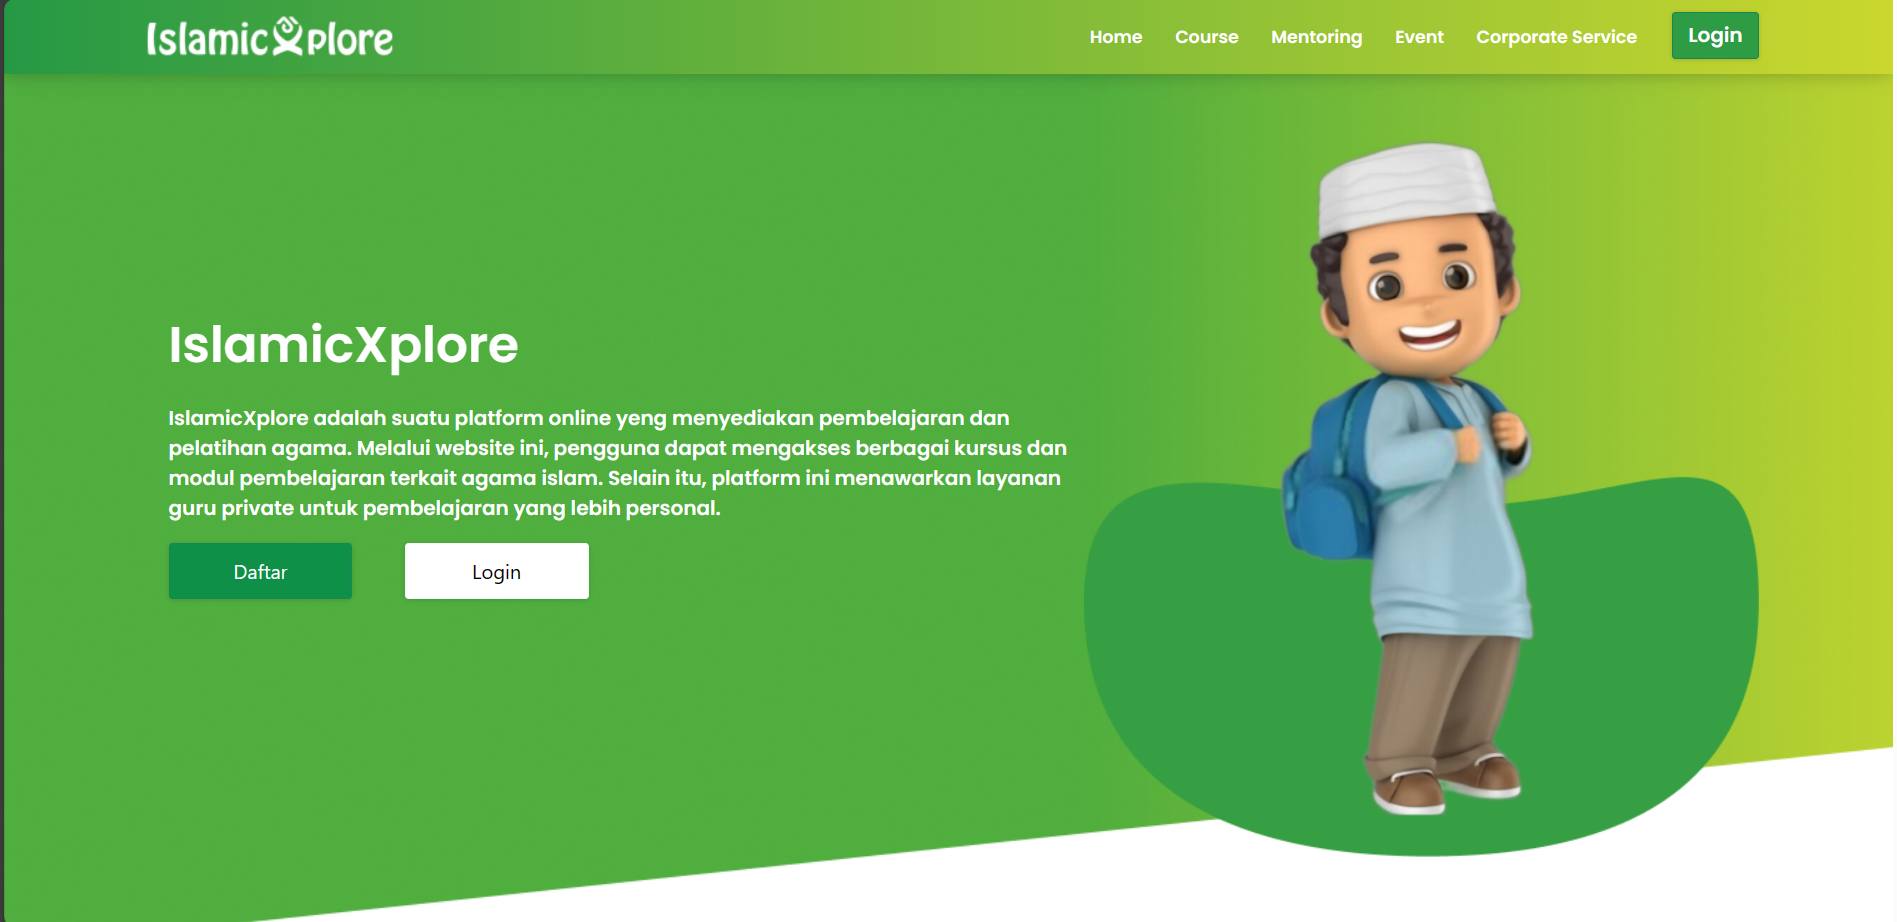 IslamicXplore
Home
Course
Mentoring
Event
Corporate Service
Login
IslamicXplore
IslamicXplore adalah suatu platform online yeng menyediakan pembelajaran dan
pelatihan agama. Melalui website ini, pengguna dapat mengakses berbagai kursus dan
modul pembelajaran terkait agama islam. Selain itu, platform ini menawarkan layanan
guru private untuk pembelajaran yang lebih personal.
Daftar
Login